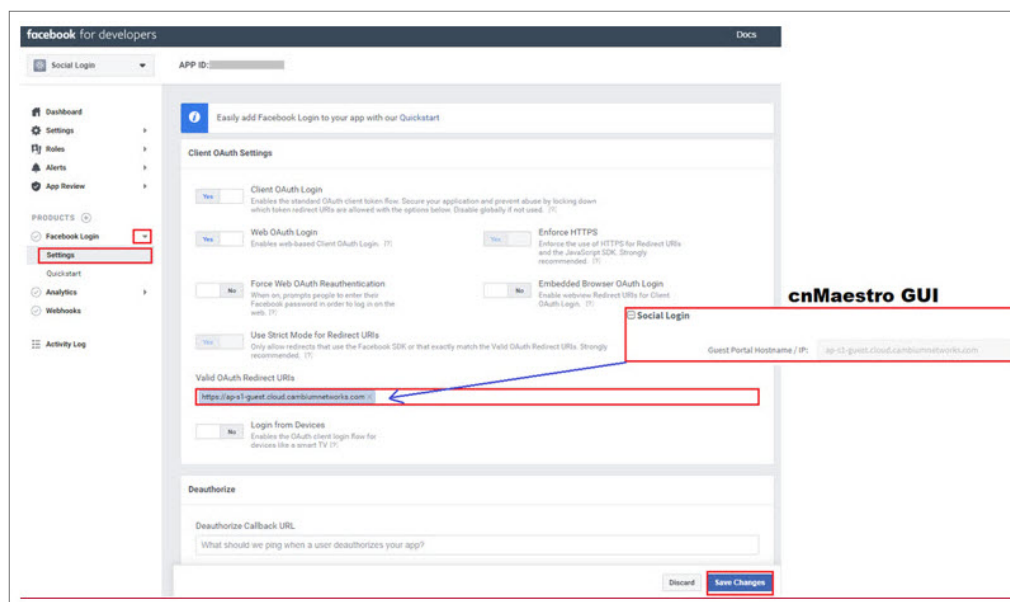 facebook for developers
Docs
Social Login
APP ID:
Dashboard
Settings
Roles
Alerts
App Review
PRODUCTS
Facebook Login
Settings
Quickstart
Analytics
Webhooks
Activity Log
Easily add Facebook Login to your app with our Quickstart
Client OAuth Settings
Yes
Client OAuth Login
Enables the standard OAuth client token flow. Secure your application and prevent abuse by locking down
which token redirect URIs are allowed with the options below. Disable globally if not used. [?]
Yes
Web OAuth Login
Enables web-based Client OAuth Login. [?]
Yes
Enforce HTTPS
Enforce the use of HTTPS for Redirect URIs
and the JavaScript SDK. Strongly
recommended. [?]
No
Force Web OAuth Reauthentication
When on, prompts people to enter their
Facebook password in order to log in on the
web. [?]
No
Embedded Browser OAuth Login
Enable webview Redirect URIs for Client
OAuth Login. [?]
Yes
Use Strict Mode for Redirect URIs
Only allow redirects that use the Facebook SDK or that exactly match the Valid OAuth Redirect URIs. Strongly
recommended. [?]
Valid OAuth Redirect URIs
https://ap-s1-guest.cloud.cambiumnetworks.com ×
No
Login from Devices
Enables the OAuth client login flow for
devices like a smart TV [?]
Deauthorize
Deauthorize Callback URL
What should we ping when a user deauthorizes your app?
Discard
Save Changes
cnMaestro GUI
Social Login
Guest Portal Hostname / IP:
ap-s1-guest.cloud.cambiumnetworks.com